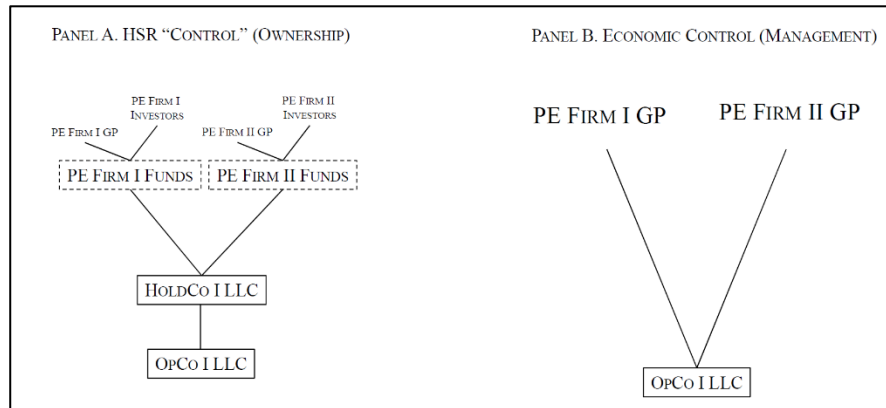 PANEL A. HSR “CONTROL” (OWNERSHIP)
PE FIRM I
INVESTORS
PE FIRM II
INVESTORS
PE FIRM I GP
PE FIRM II GP
PE FIRM I FUNDS
PE FIRM II FUNDS
HOLDCO I LLC
OPCO I LLC
PANEL B. ECONOMIC CONTROL (MANAGEMENT)
PE FIRM I GP
PE FIRM II GP
OPCO I LLC